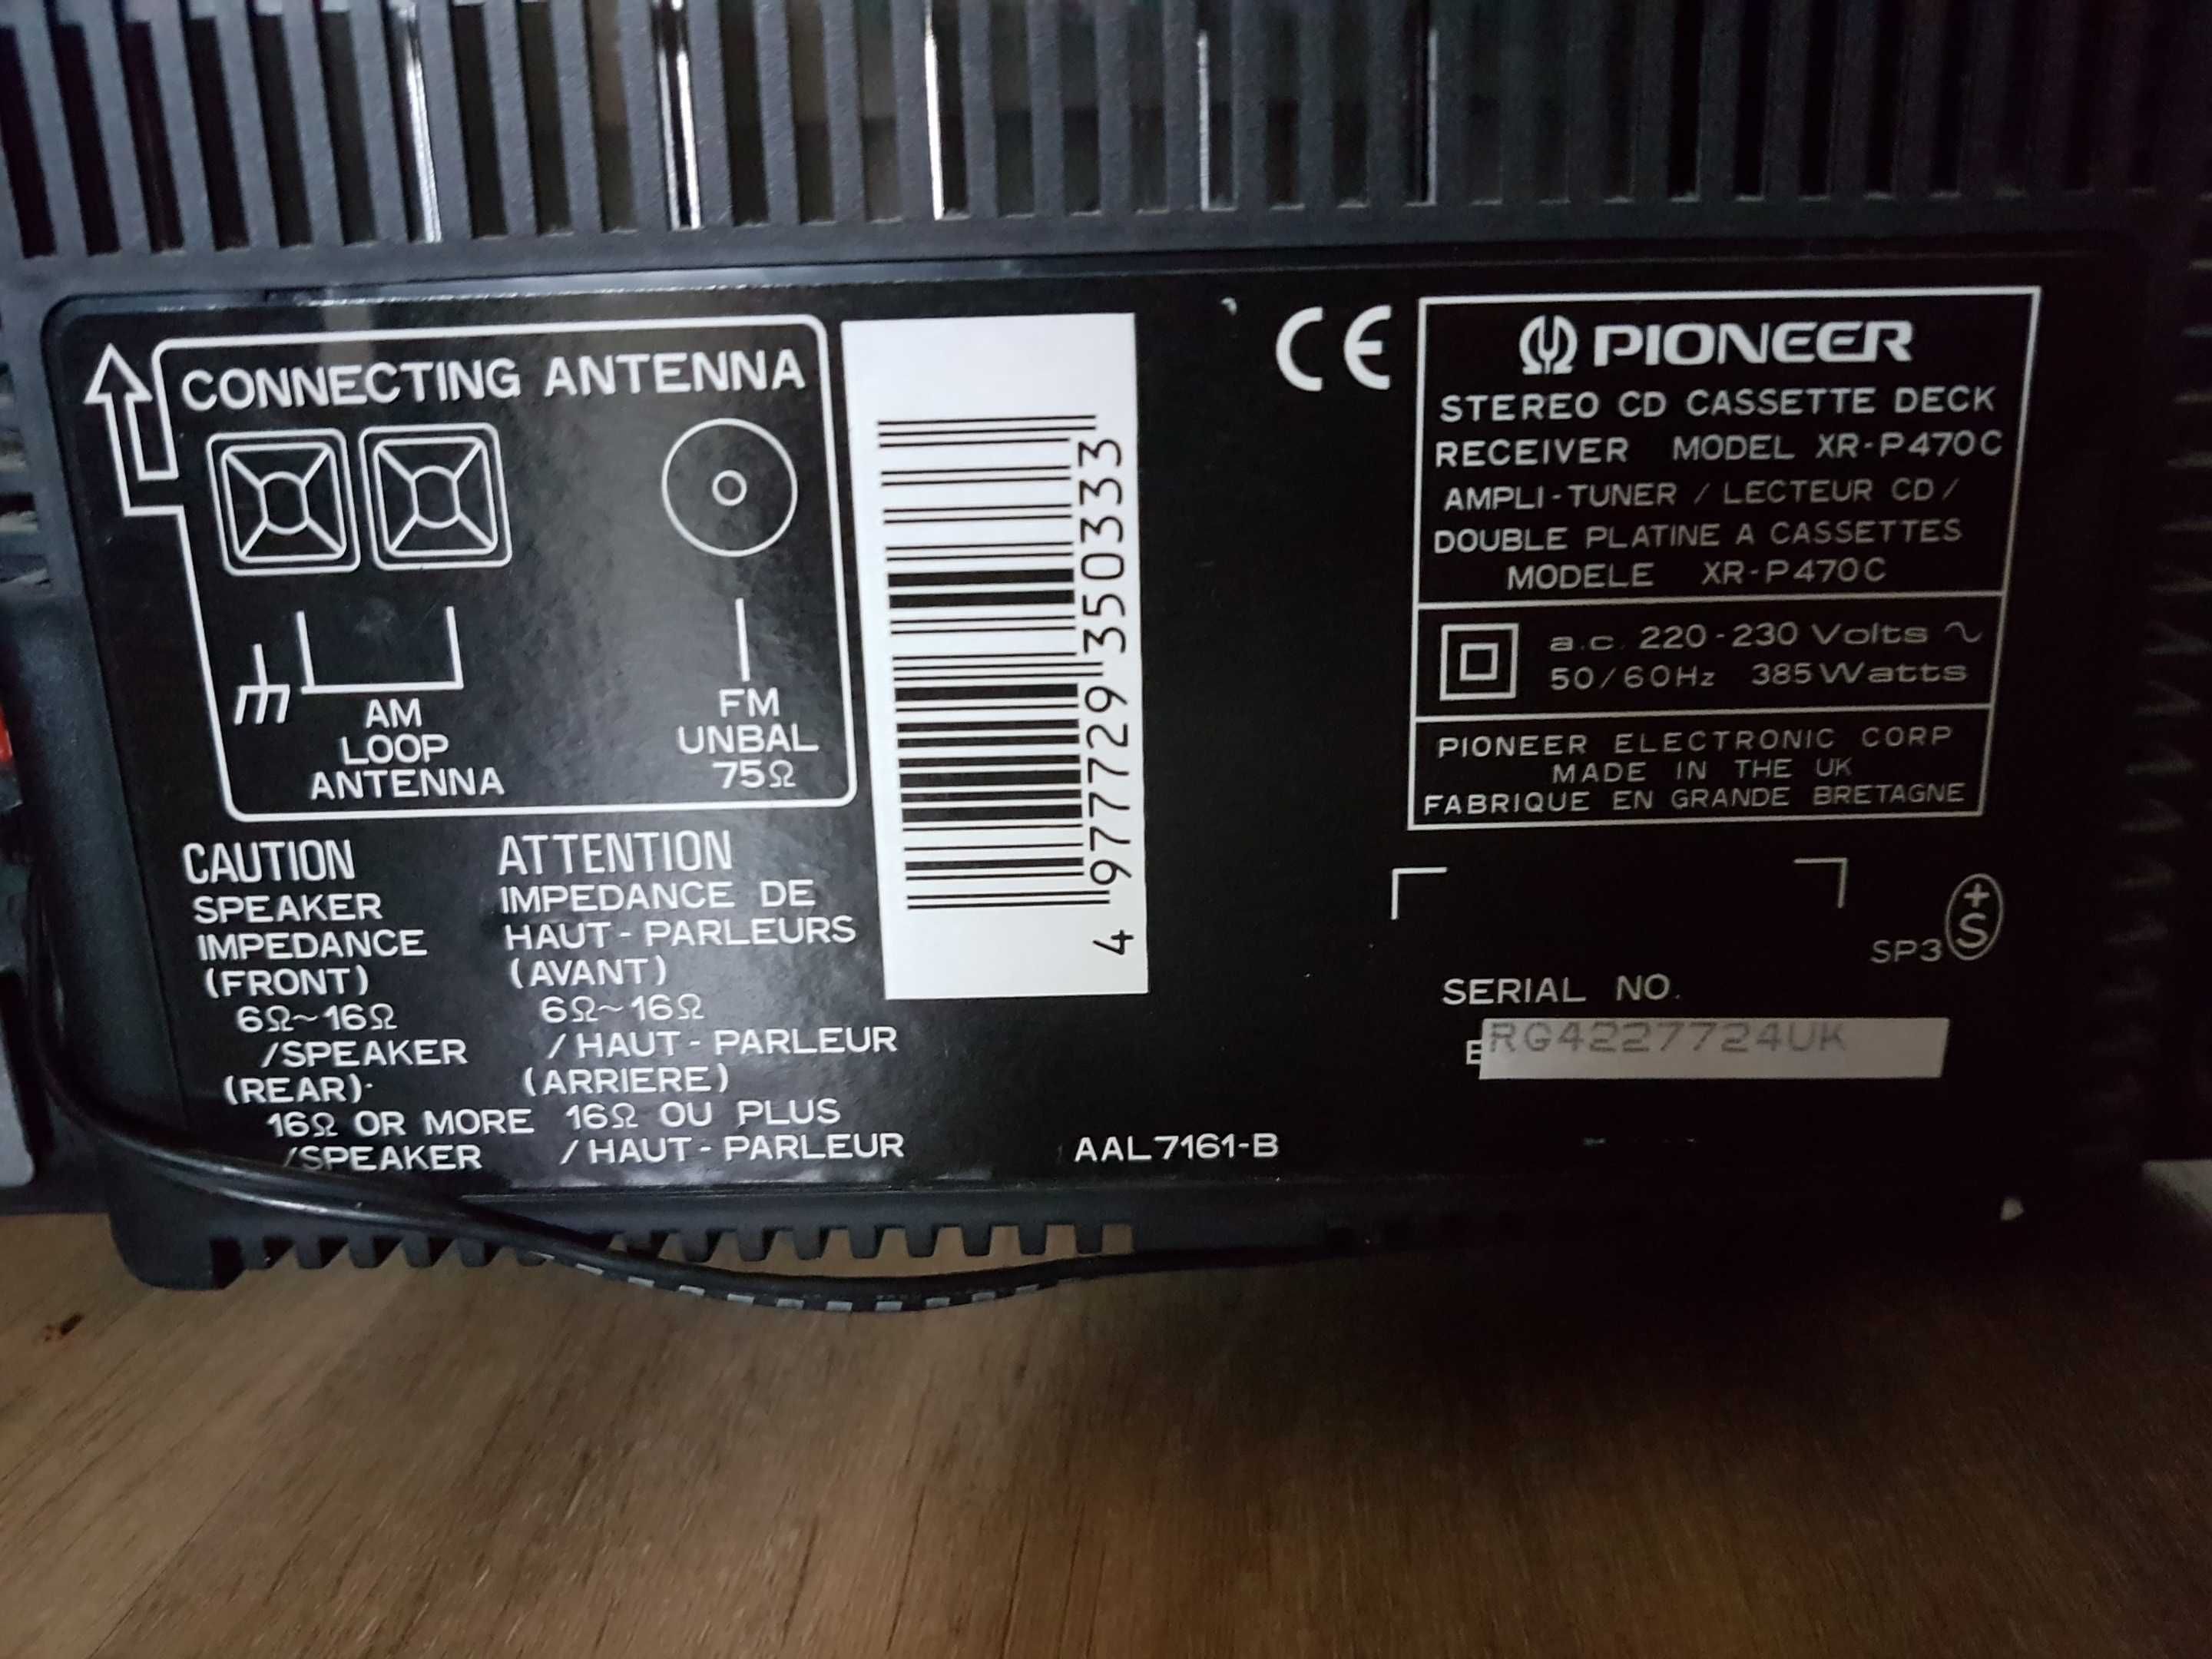 CONNECTING ANTENNA
AM
LOOP
ANTENNA
FM
UNBAL
75Ω
CAUTION
SPEAKER
IMPEDANCE
(FRONT)
6Ω~16Ω
/SPEAKER
(REAR)
16Ω OR MORE
/SPEAKER
ATTENTION
IMPEDANCE DE
HAUT-PARLEURS
(AVANT)
6Ω~16Ω
/HAUT-PARLEUR
(ARRIERE)
16Ω OU PLUS
/HAUT-PARLEUR
4 977729 350333
AAL7161-B
CE
PIONEER
STEREO CD CASSETTE DECK
RECEIVER MODEL XR-P470C
AMPLI-TUNER / LECTEUR CD /
DOUBLE PLATINE A CASSETTES
MODELE XR-P470C
a.c. 220-230 Volts ~
50/60Hz 385Watts
PIONEER ELECTRONIC CORP
MADE IN THE UK
FABRIQUE EN GRANDE BRETAGNE
SP3 +S
SERIAL NO.
RG4227724UK